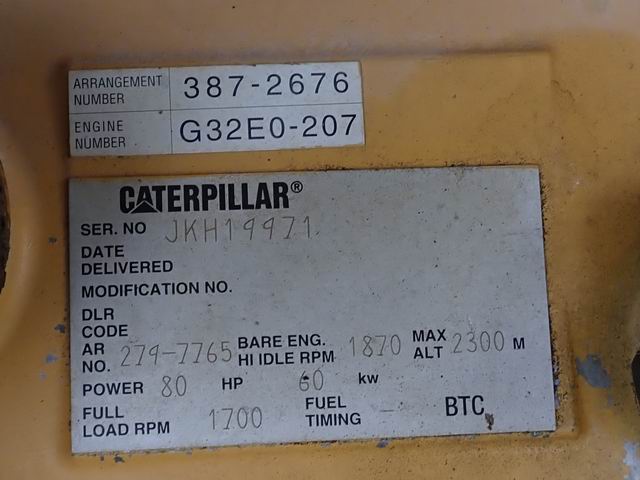 ARRANGEMENT NUMBER 387-2676
ENGINE NUMBER G32E0-207
CATERPILLAR®
SER. NO JKH19971
DATE
DELIVERED
MODIFICATION NO.
DLR
CODE
AR NO. 279-7765 BARE ENG. HI IDLE RPM 1870 MAX ALT 2300 M
POWER 80 HP 60 kw
FULL LOAD RPM 1700 FUEL TIMING - BTC